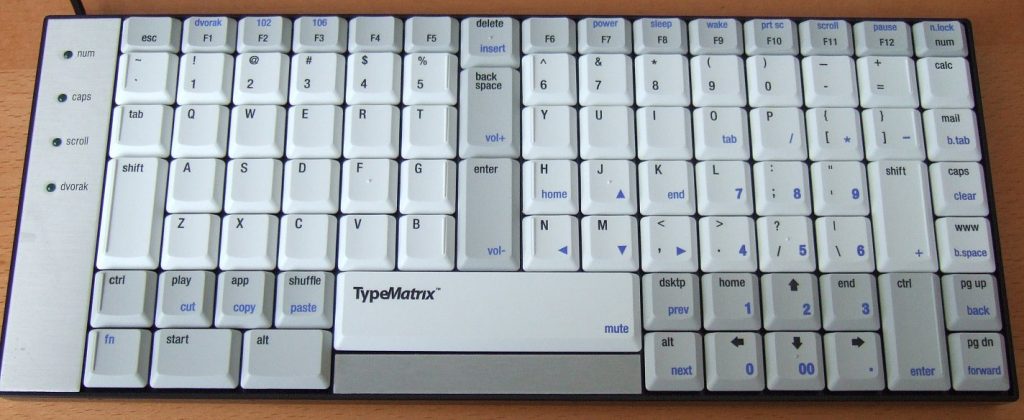 num
caps
scroll
dvorak
esc
dvorak
F1
102
F2
106
F3
F4
F5
delete
insert
F6
power
F7
sleep
F8
wake
F9
prt sc
F10
scroll
F11
pause
F12
n.lock
num
~
`
!
1
@
2
#
3
$
4
%
5
back
space
vol+
^
6
&
7
*
8
(
9
)
0
—
-
+
=
calc
tab
Q
W
E
R
T
Y
U
I
O
tab
P
/
{
[ *
}
] –
mail
b.tab
shift
A
S
D
F
G
enter
vol-
H
home
J
▲
K
end
L
7
:
; 8
"
' 9
shift
+
caps
clear
Z
X
C
V
B
N
◄
M
▼
<
, ►
>
. 4
?
/ 5
|
\ 6
www
b.space
ctrl
play
cut
app
copy
shuffle
paste
TypeMatrix™
mute
dsktp
prev
home
1
🡅
2
end
3
ctrl
enter
pg up
back
fn
start
alt
alt
next
🡄
0
🡇
00
🡆
.
pg dn
forward